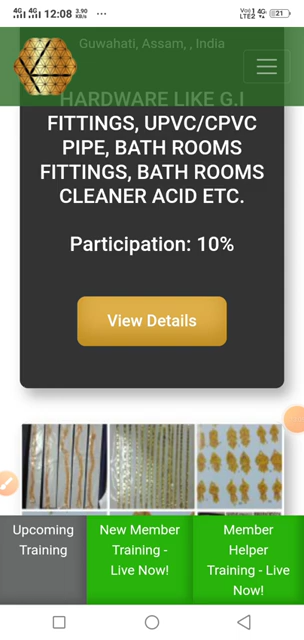 4G 4G 12:08 3.90 KB/s ...
Vo) 1 LTE2 4G 21
Guwahati, Assam, , India
HARDWARE LIKE G.I
FITTINGS, UPVC/CPVC
PIPE, BATH ROOMS
FITTINGS, BATH ROOMS
CLEANER ACID ETC.
Participation: 10%
View Details
Upcoming
Training
New Member
Training -
Live Now!
Member
Helper
Training - Live
Now!